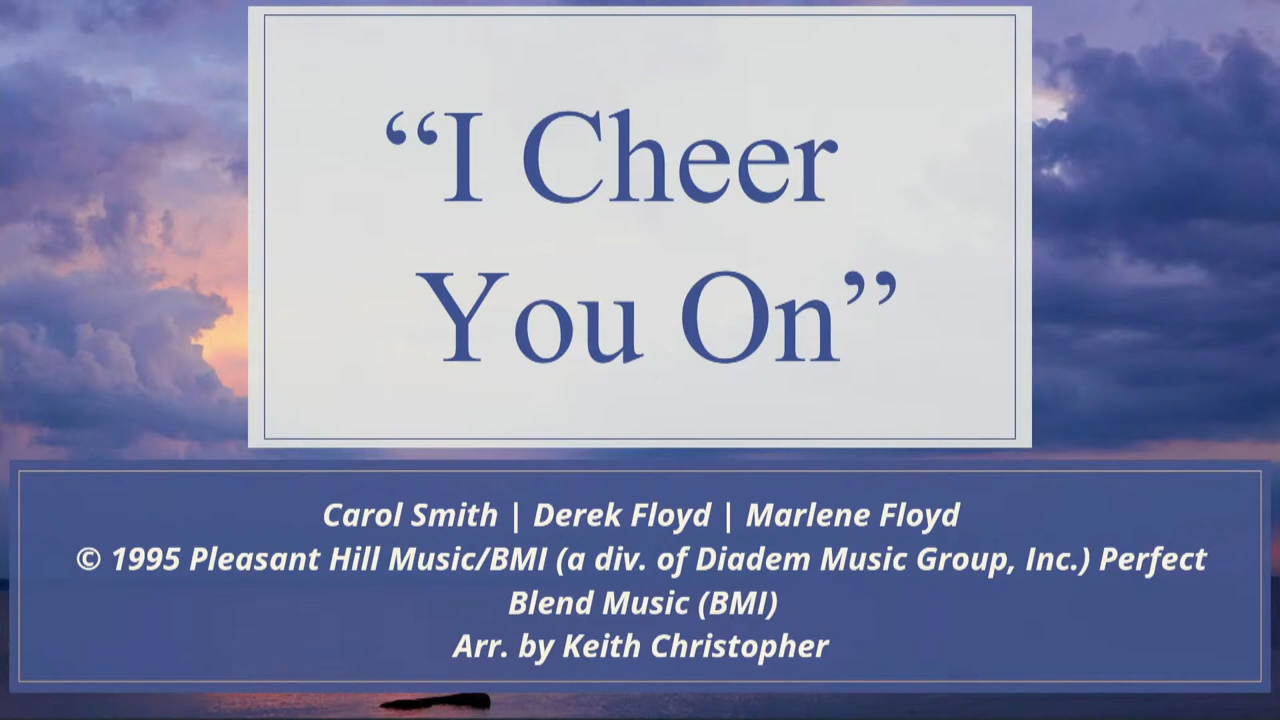 “I Cheer
You On”
Carol Smith | Derek Floyd | Marlene Floyd
© 1995 Pleasant Hill Music/BMI (a div. of Diadem Music Group, Inc.) Perfect
Blend Music (BMI)
Arr. by Keith Christopher